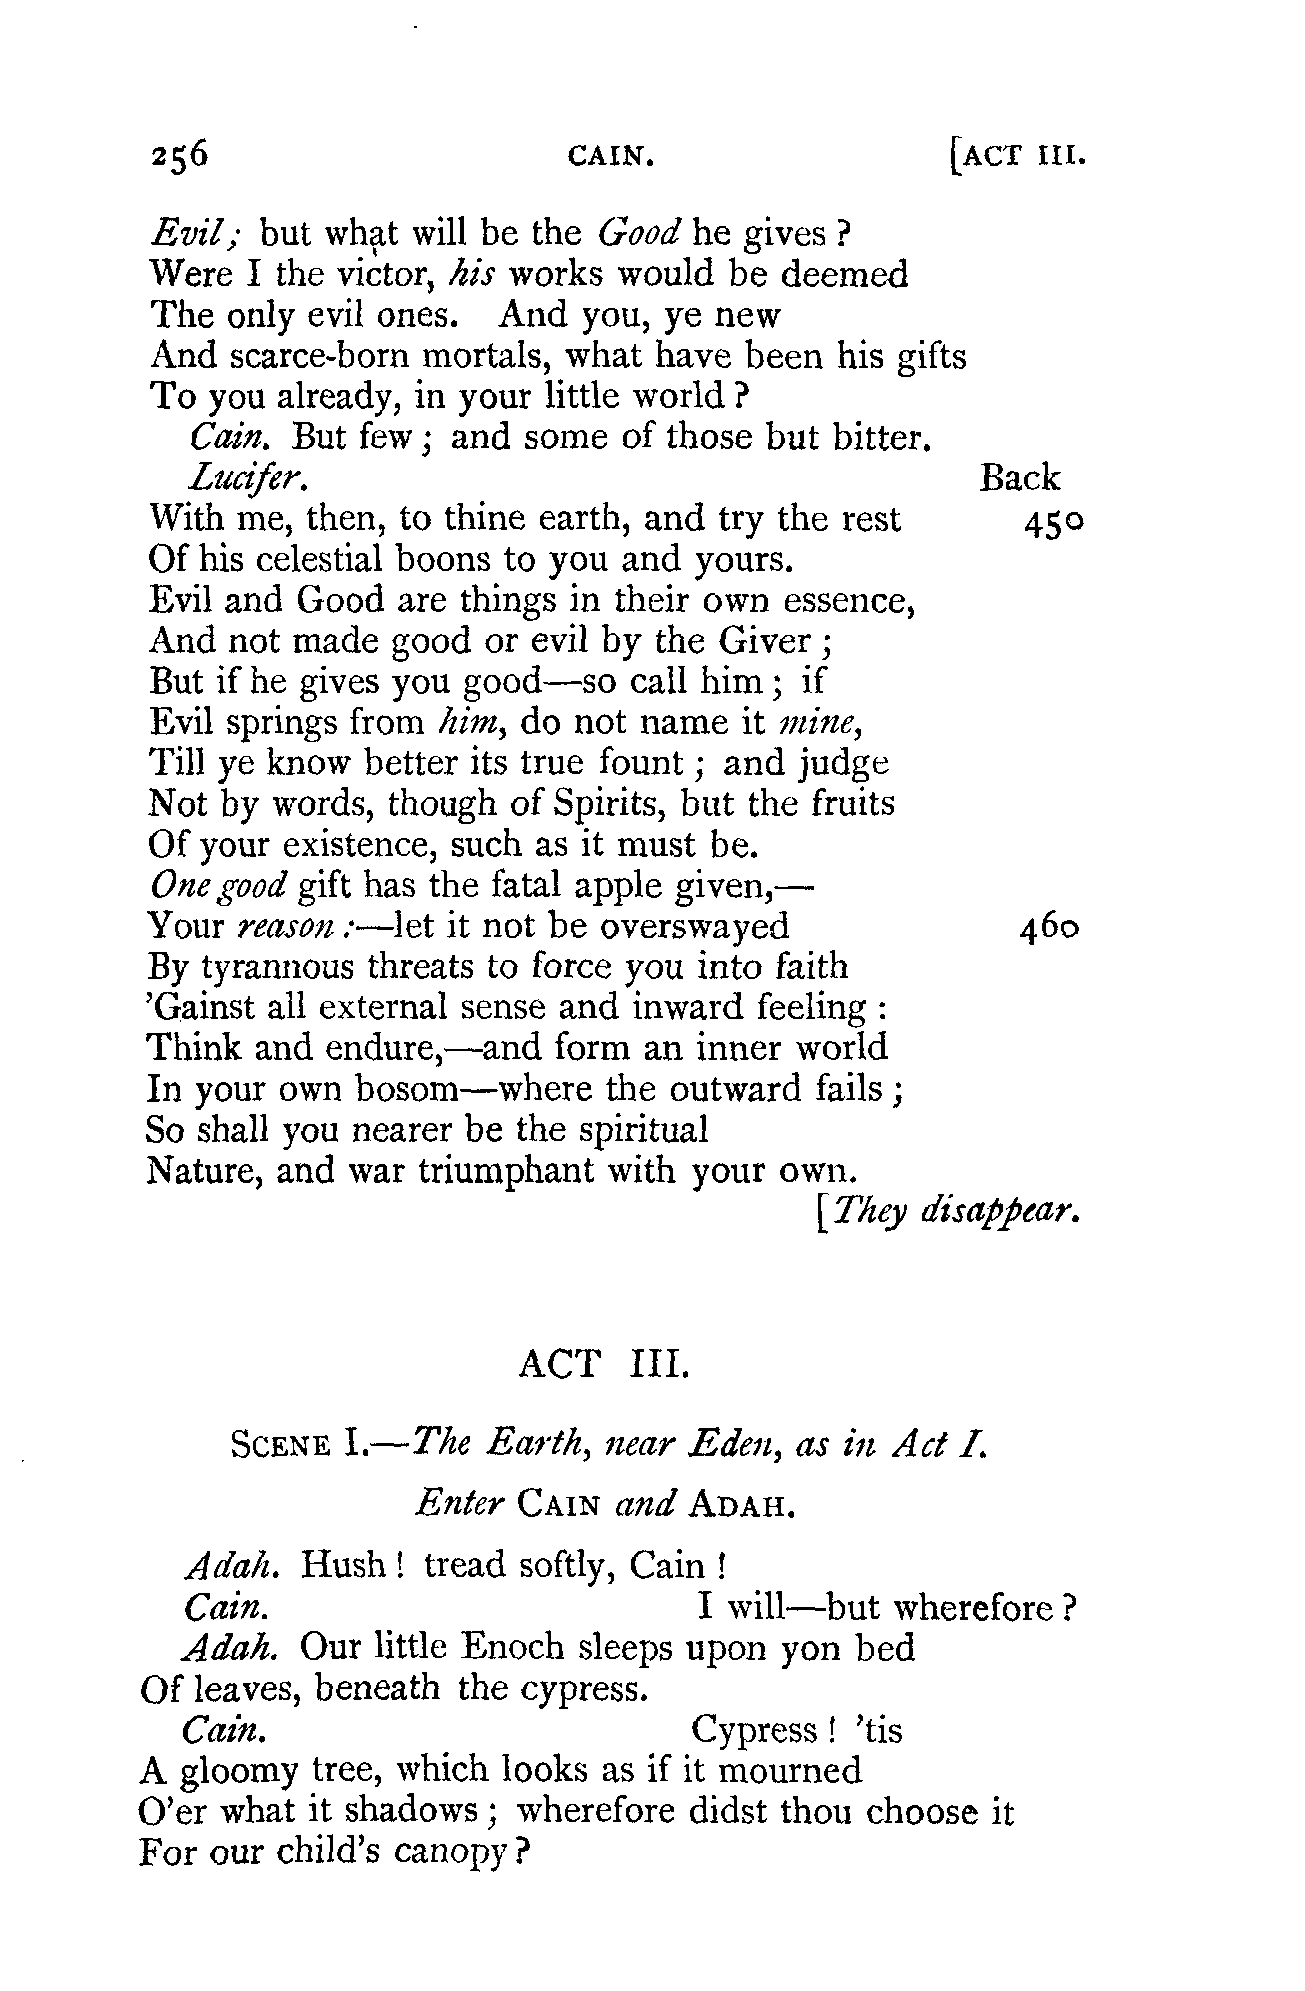 256 CAIN. [ACT III.
Evil; but what will be the Good he gives?
Were I the victor, his works would be deemed
The only evil ones. And you, ye new
And scarce-born mortals, what have been his gifts
To you already, in your little world?
Cain. But few; and some of those but bitter.
Lucifer. Back
With me, then, to thine earth, and try the rest 450
Of his celestial boons to you and yours.
Evil and Good are things in their own essence,
And not made good or evil by the Giver;
But if he gives you good—so call him; if
Evil springs from him, do not name it mine,
Till ye know better its true fount; and judge
Not by words, though of Spirits, but the fruits
Of your existence, such as it must be.
One good gift has the fatal apple given,—
Your reason:—let it not be overswayed 460
By tyrannous threats to force you into faith
'Gainst all external sense and inward feeling:
Think and endure,—and form an inner world
In your own bosom—where the outward fails;
So shall you nearer be the spiritual
Nature, and war triumphant with your own.
[They disappear.
ACT III.
SCENE I.—The Earth, near Eden, as in Act I.
Enter CAIN and ADAH.
Adah. Hush! tread softly, Cain!
Cain. I will—but wherefore?
Adah. Our little Enoch sleeps upon yon bed
Of leaves, beneath the cypress.
Cain. Cypress! 'tis
A gloomy tree, which looks as if it mourned
O'er what it shadows; wherefore didst thou choose it
For our child's canopy?